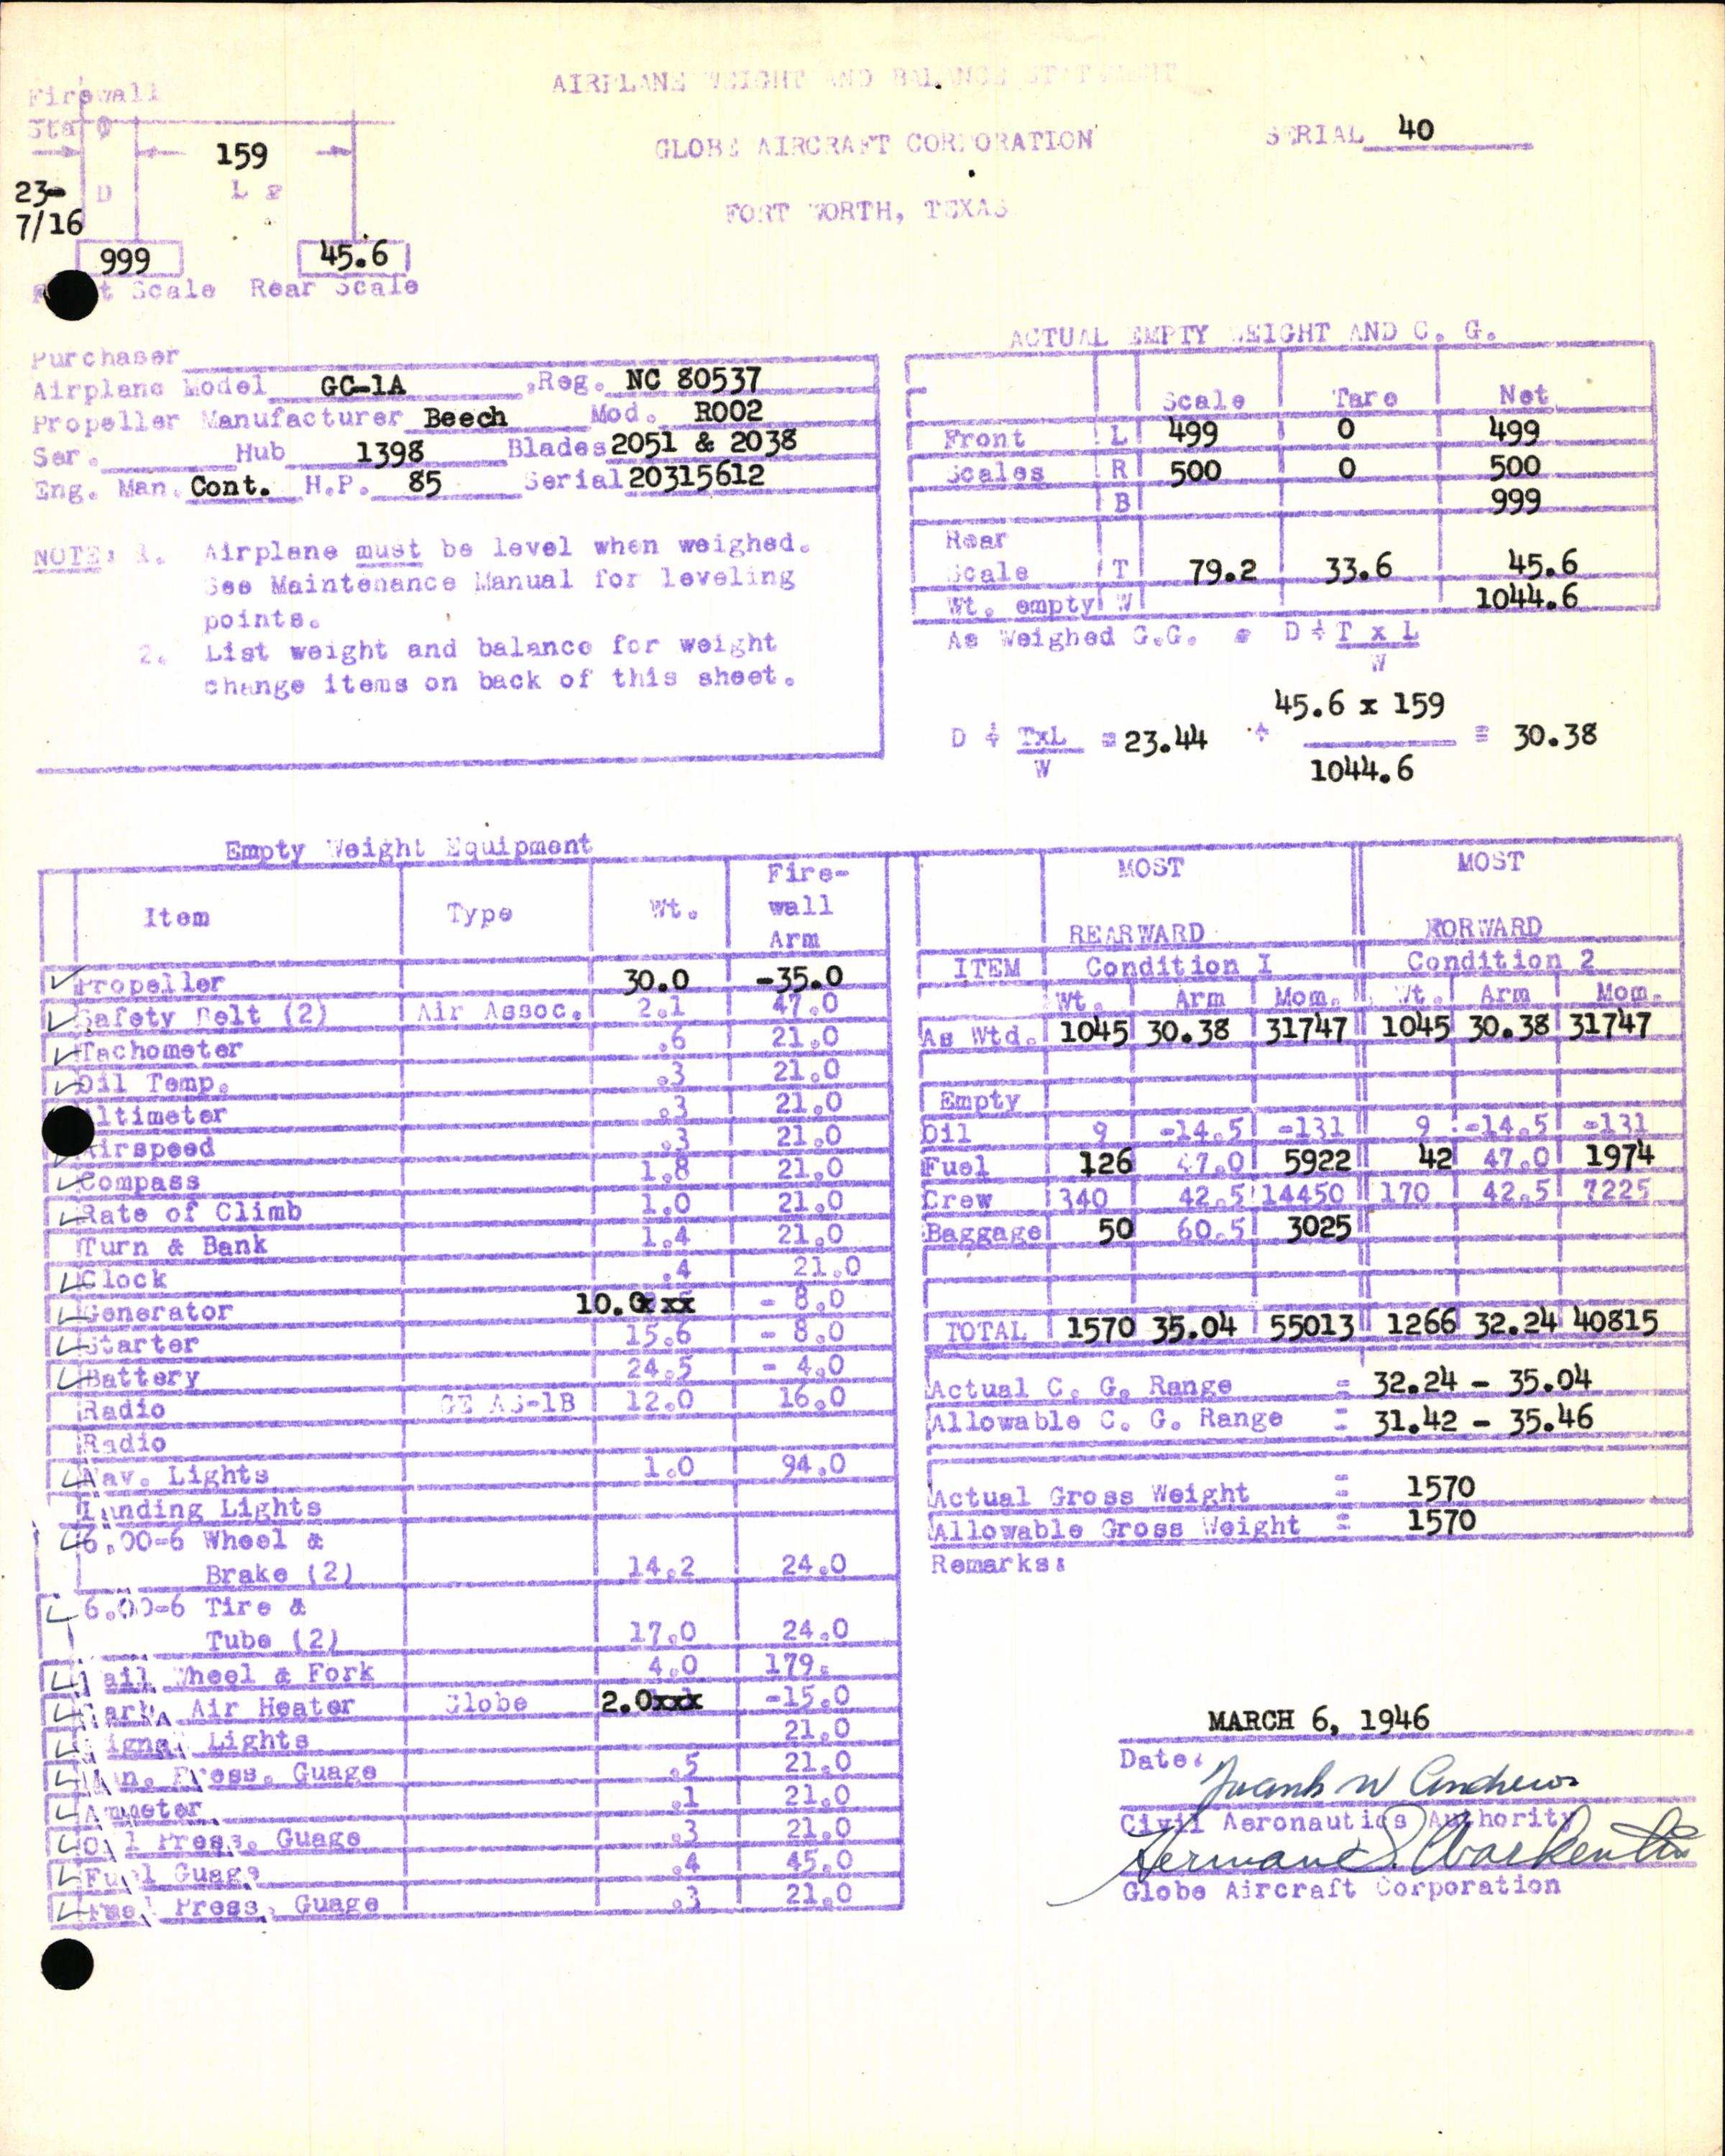 AIRPLANE WEIGHT AND BALANCE STATEMENT
GLOBE AIRCRAFT CORPORATION
FORT WORTH, TEXAS
SERIAL 40
Firewall
Sta 0
159
23-
7/16
D L =
999 45.6
Scale Rear Scale
Purchaser
Airplane Model GC-1A ,Reg. NC 80537
Propeller Manufacturer Beech Mod. R002
Ser. Hub 1398 Blades 2051 & 2038
Eng. Man. Cont. H.P. 85 Serial 20315612
NOTE: 1. Airplane must be level when weighed.
See Maintenance Manual for leveling
points.
2. List weight and balance for weight
change items on back of this sheet.
ACTUAL EMPTY WEIGHT AND C. G.
Scale Tare Net
Front L 499 0 499
Scales R 500 0 500
B 999
Rear
Scale T 79.2 33.6 45.6
Wt. empty W 1044.6
As Weighed C.G. = D + T x L
W
45.6 x 159
D + TxL = 23.44 + = 30.38
W 1044.6
Empty Weight Equipment
Item Type Wt. Fire-
wall
Arm
Propeller 30.0 -35.0
Safety Belt (2) Air Assoc. 2.1 47.0
Tachometer .6 21.0
Oil Temp. .3 21.0
Altimeter .3 21.0
Airspeed .3 21.0
Compass 1.8 21.0
Rate of Climb 1.0 21.0
Turn & Bank 1.4 21.0
Clock .4 21.0
Generator 10.0x xx - 8.0
Starter 15.6 - 8.0
Battery 24.5 - 4.0
Radio GE AS-1B 12.0 16.0
Radio
Nav. Lights 1.0 94.0
Landing Lights
6.00-6 Wheel &
Brake (2) 14.2 24.0
6.00-6 Tire &
Tube (2) 17.0 24.0
Tail Wheel & Fork 4.0 179.
Carb. Air Heater Globe 2.0xxx -15.0
Signal Lights 21.0
Man. Press. Guage .5 21.0
Ammeter .1 21.0
Oil Press. Guage .3 21.0
Fuel Guage .4 45.0
Fuel Press. Guage .3 21.0
MOST MOST
REARWARD FORWARD
ITEM Condition I Condition 2
Wt. Arm Mom. Wt. Arm Mom.
As Wtd. 1045 30.38 31747 1045 30.38 31747
Empty
Oil 9 -14.5 -131 9 -14.5 -131
Fuel 126 47.0 5922 42 47.0 1974
Crew 340 42.5 14450 170 42.5 7225
Baggage 50 60.5 3025
TOTAL 1570 35.04 55013 1266 32.24 40815
Actual C. G. Range = 32.24 - 35.04
Allowable C. G. Range = 31.42 - 35.46
Actual Gross Weight = 1570
Allowable Gross Weight = 1570
Remarks:
MARCH 6, 1946
Date:
Frank W Andrews
Civil Aeronautics Authority
Herman S. Warkentin
Globe Aircraft Corporation